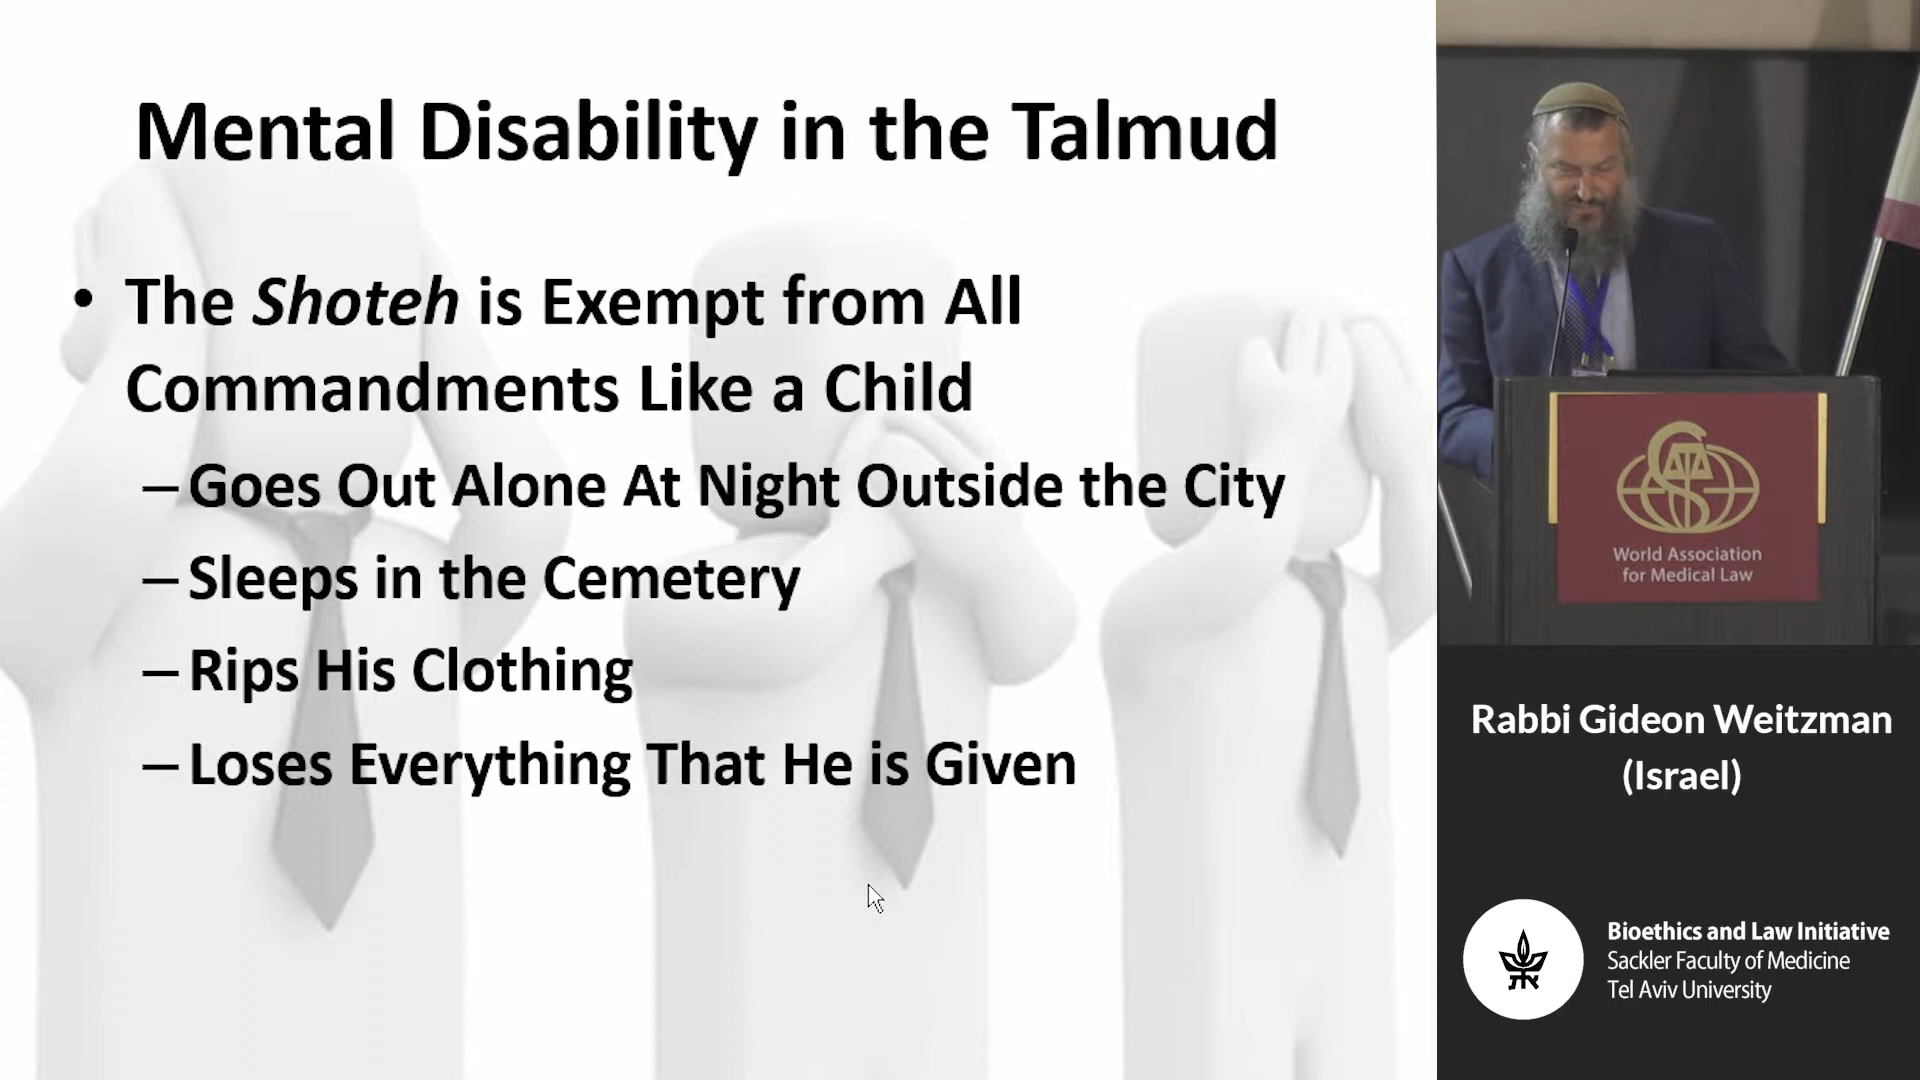 Mental Disability in the Talmud
• The Shoteh is Exempt from All
Commandments Like a Child
– Goes Out Alone At Night Outside the City
– Sleeps in the Cemetery
– Rips His Clothing
– Loses Everything That He is Given
World Association
for Medical Law
Rabbi Gideon Weitzman
(Israel)
Bioethics and Law Initiative
Sackler Faculty of Medicine
Tel Aviv University